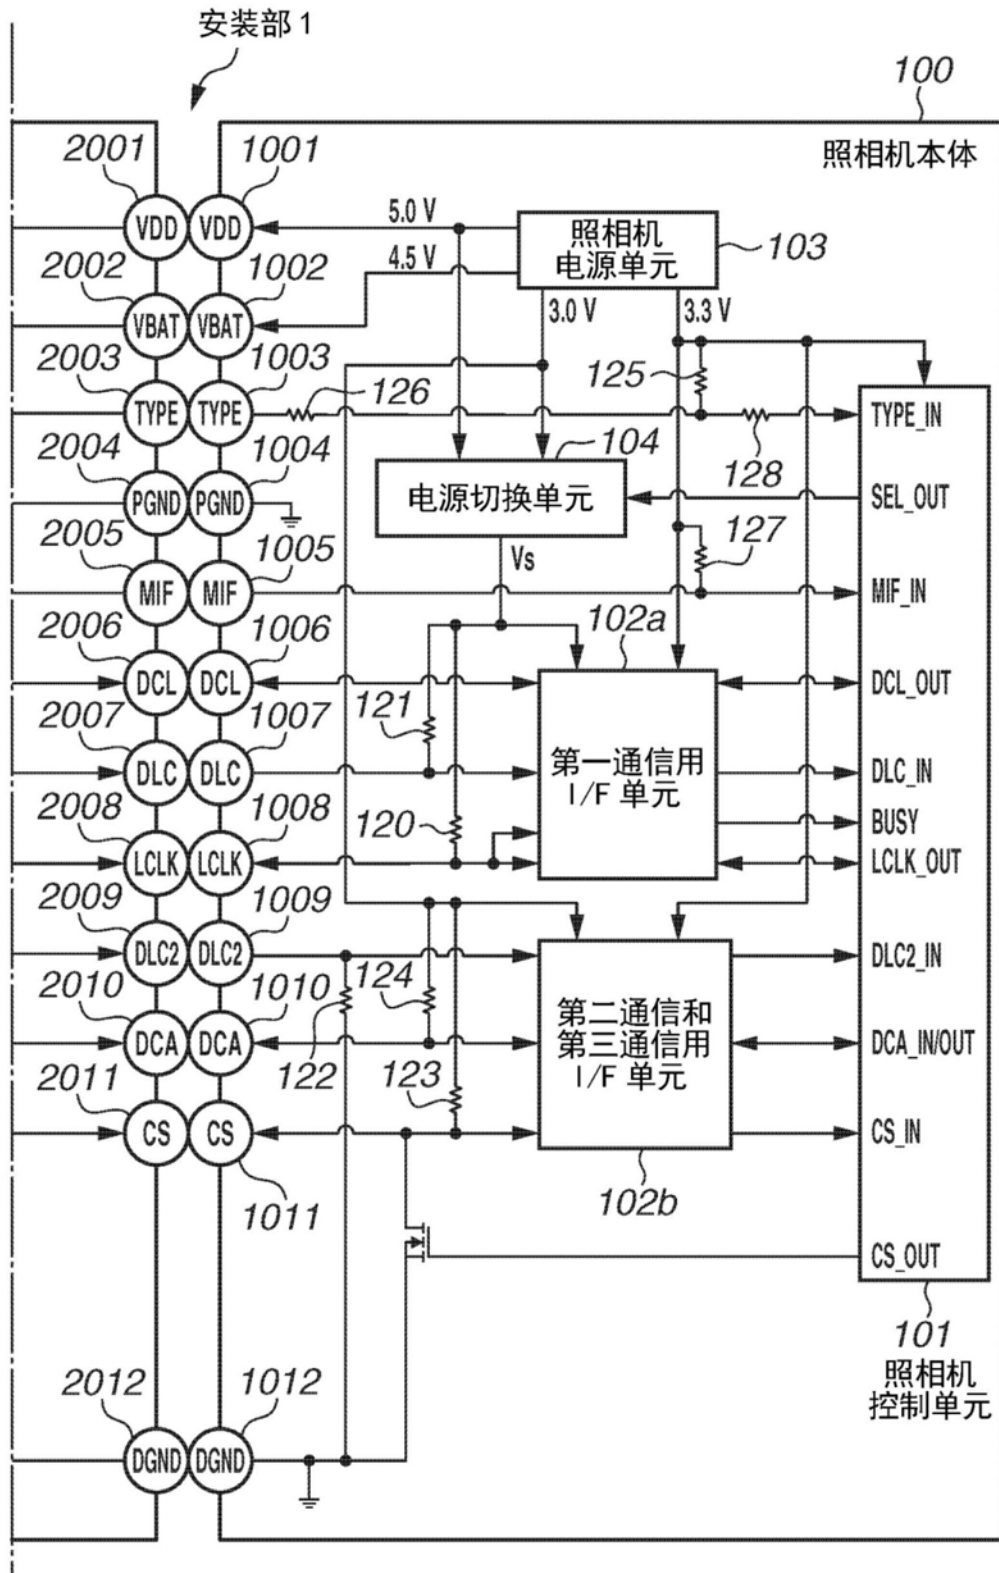 安装部 1
100
照相机本体
2001
1001
VDD
VDD
5.0 V
照相机
电源单元
103
4.5 V
2002
1002
VBAT
VBAT
3.0 V
3.3 V
2003
1003
TYPE
TYPE
126
125
TYPE_IN
128
2004
1004
104
电源切换单元
SEL_OUT
PGND
PGND
2005
1005
Vs
127
MIF
MIF
MIF_IN
2006
1006
102a
DCL
DCL
DCL_OUT
2007
1007
121
DLC
DLC
第一通信用
I/F 单元
DLC_IN
2008
1008
120
BUSY
LCLK
LCLK
LCLK_OUT
2009
1009
DLC2
DLC2
DLC2_IN
2010
1010
124
第二通信和
第三通信用
I/F 单元
DCA
DCA
DCA_IN/OUT
122
123
2011
CS
CS
CS_IN
1011
102b
CS_OUT
101
照相机
控制单元
2012
1012
DGND
DGND